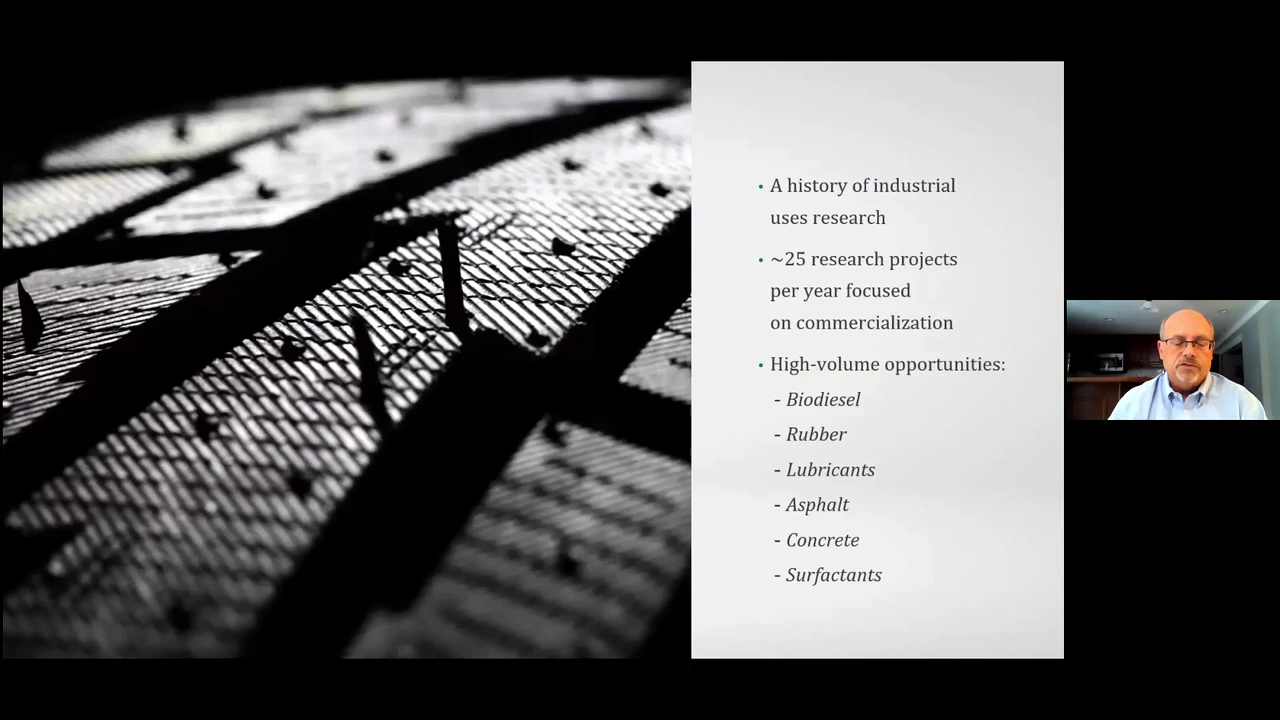 • A history of industrial
uses research
• ~25 research projects
per year focused
on commercialization
• High-volume opportunities:
- Biodiesel
- Rubber
- Lubricants
- Asphalt
- Concrete
- Surfactants